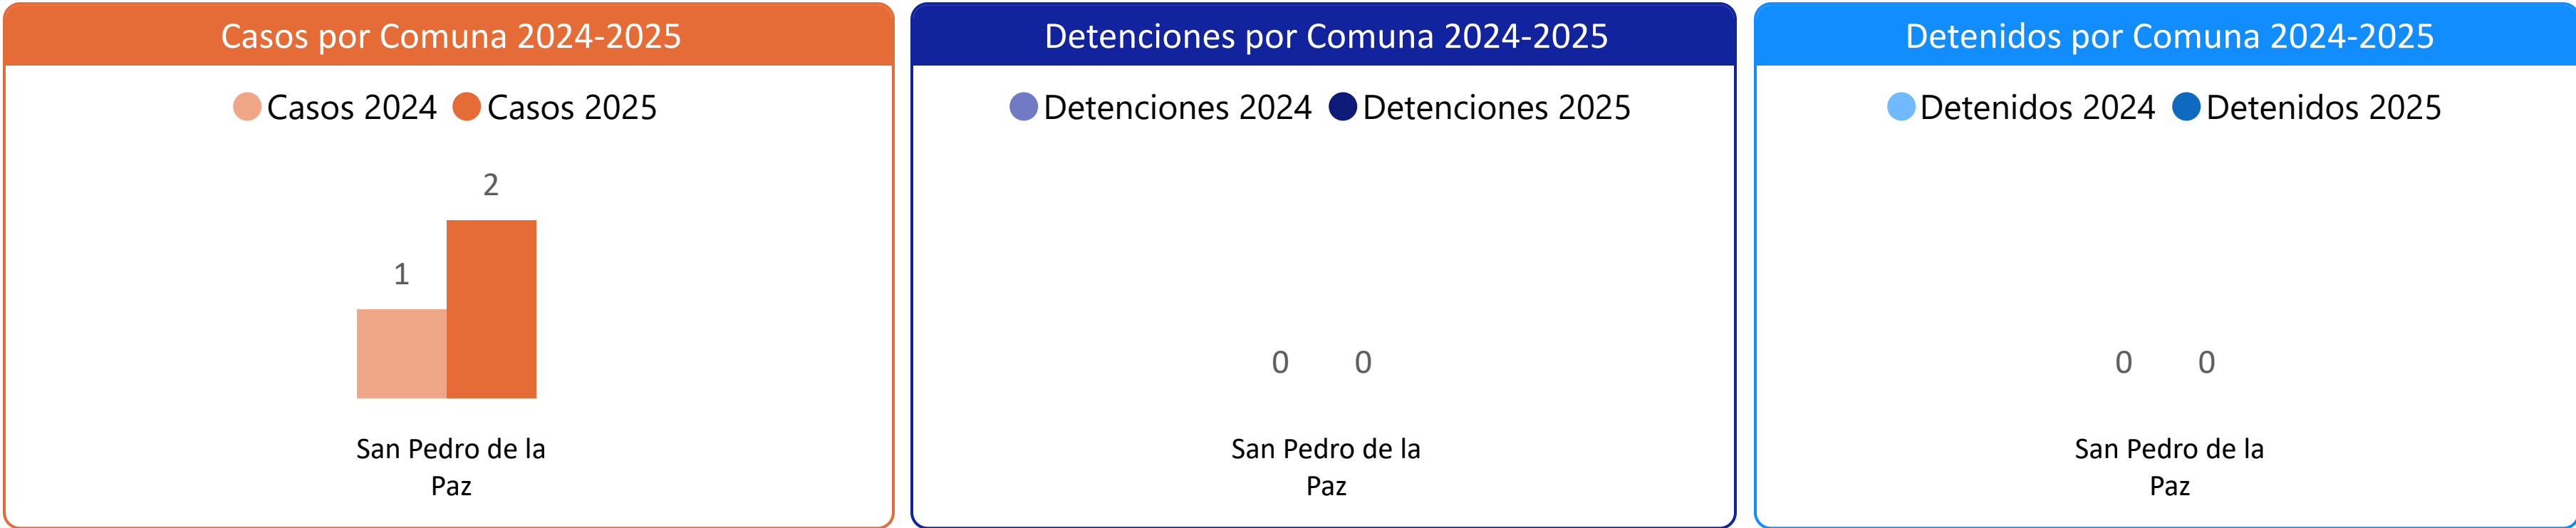 Casos por Comuna 2024-2025
Casos 2024 Casos 2025
2
1
San Pedro de la
Paz
Detenciones por Comuna 2024-2025
Detenciones 2024 Detenciones 2025
0 0
San Pedro de la
Paz
Detenidos por Comuna 2024-2025
Detenidos 2024 Detenidos 2025
0 0
San Pedro de la
Paz